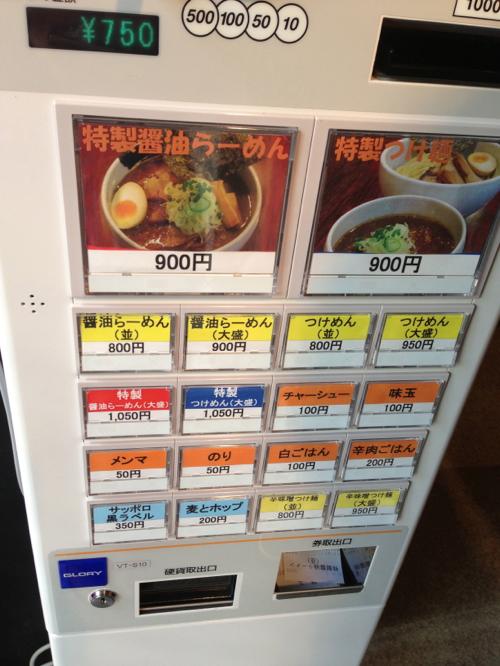 ¥750
500 100 50 10
1000
特製醤油らーめん
900円
特製つけ麺
900円
醤油らーめん
(並)
800円
醤油らーめん
(大盛)
900円
つけめん
(並)
800円
つけめん
(大盛)
950円
特製
醤油らーめん(大盛)
1,050円
特製
つけめん(大盛)
1,050円
チャーシュー
100円
味玉
100円
メンマ
50円
のり
50円
白ごはん
100円
辛肉ごはん
200円
サッポロ
黒ラベル
350円
麦とホップ
200円
辛味噌つけ麺
(並)
800円
辛味噌つけ麺
(大盛)
950円
GLORY
VT-S10
硬貨取出口
券取出口